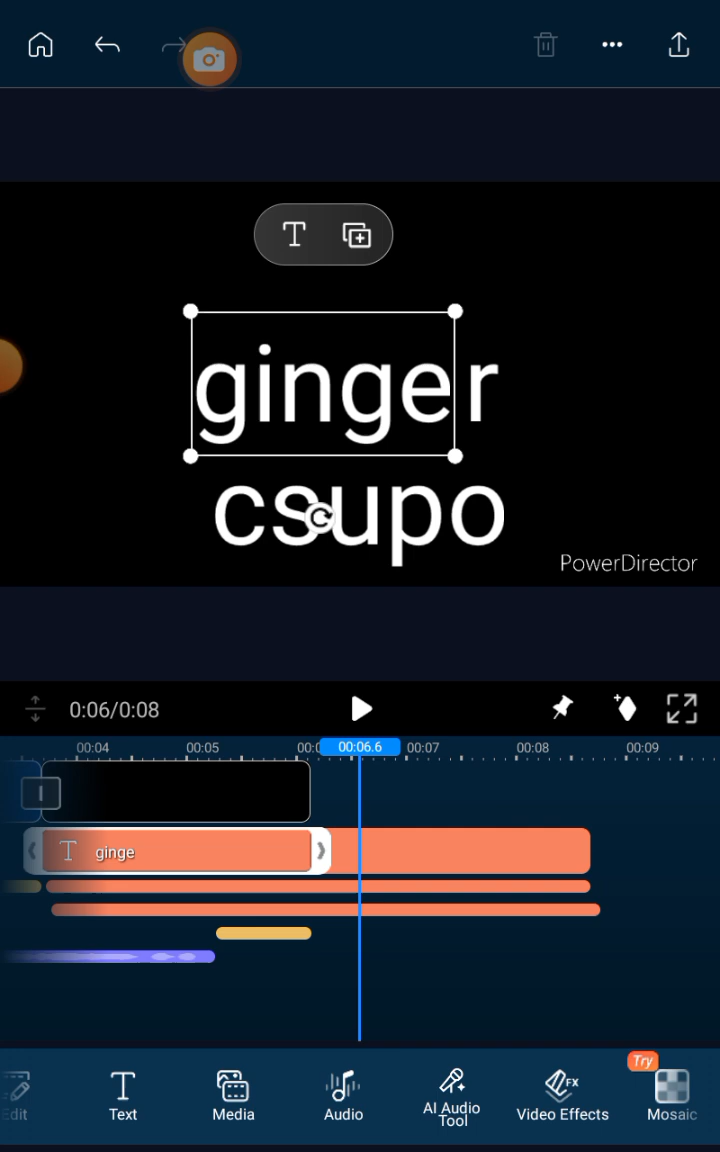 ginger
csupo
PowerDirector
0:06/0:08
00:04
00:05
00:06.6
00:07
00:08
00:09
T ginge
Try
Edit
Text
Media
Audio
AI Audio
Tool
Video Effects
Mosaic